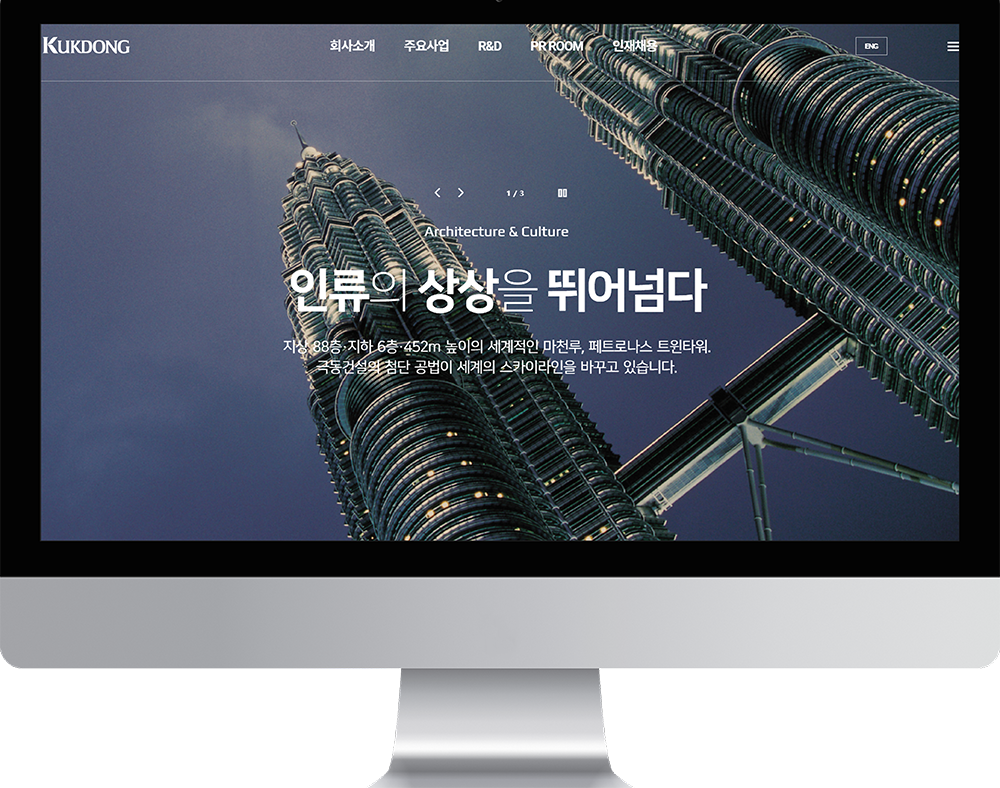 KUKDONG
회사소개 주요사업 R&D PR ROOM 인재채용
ENG
1 / 3
Architecture & Culture
인류의 상상을 뛰어넘다
지상 88층·지하 6층·452m 높이의 세계적인 마천루, 페트로나스 트윈타워.
극동건설의 첨단 공법이 세계의 스카이라인을 바꾸고 있습니다.